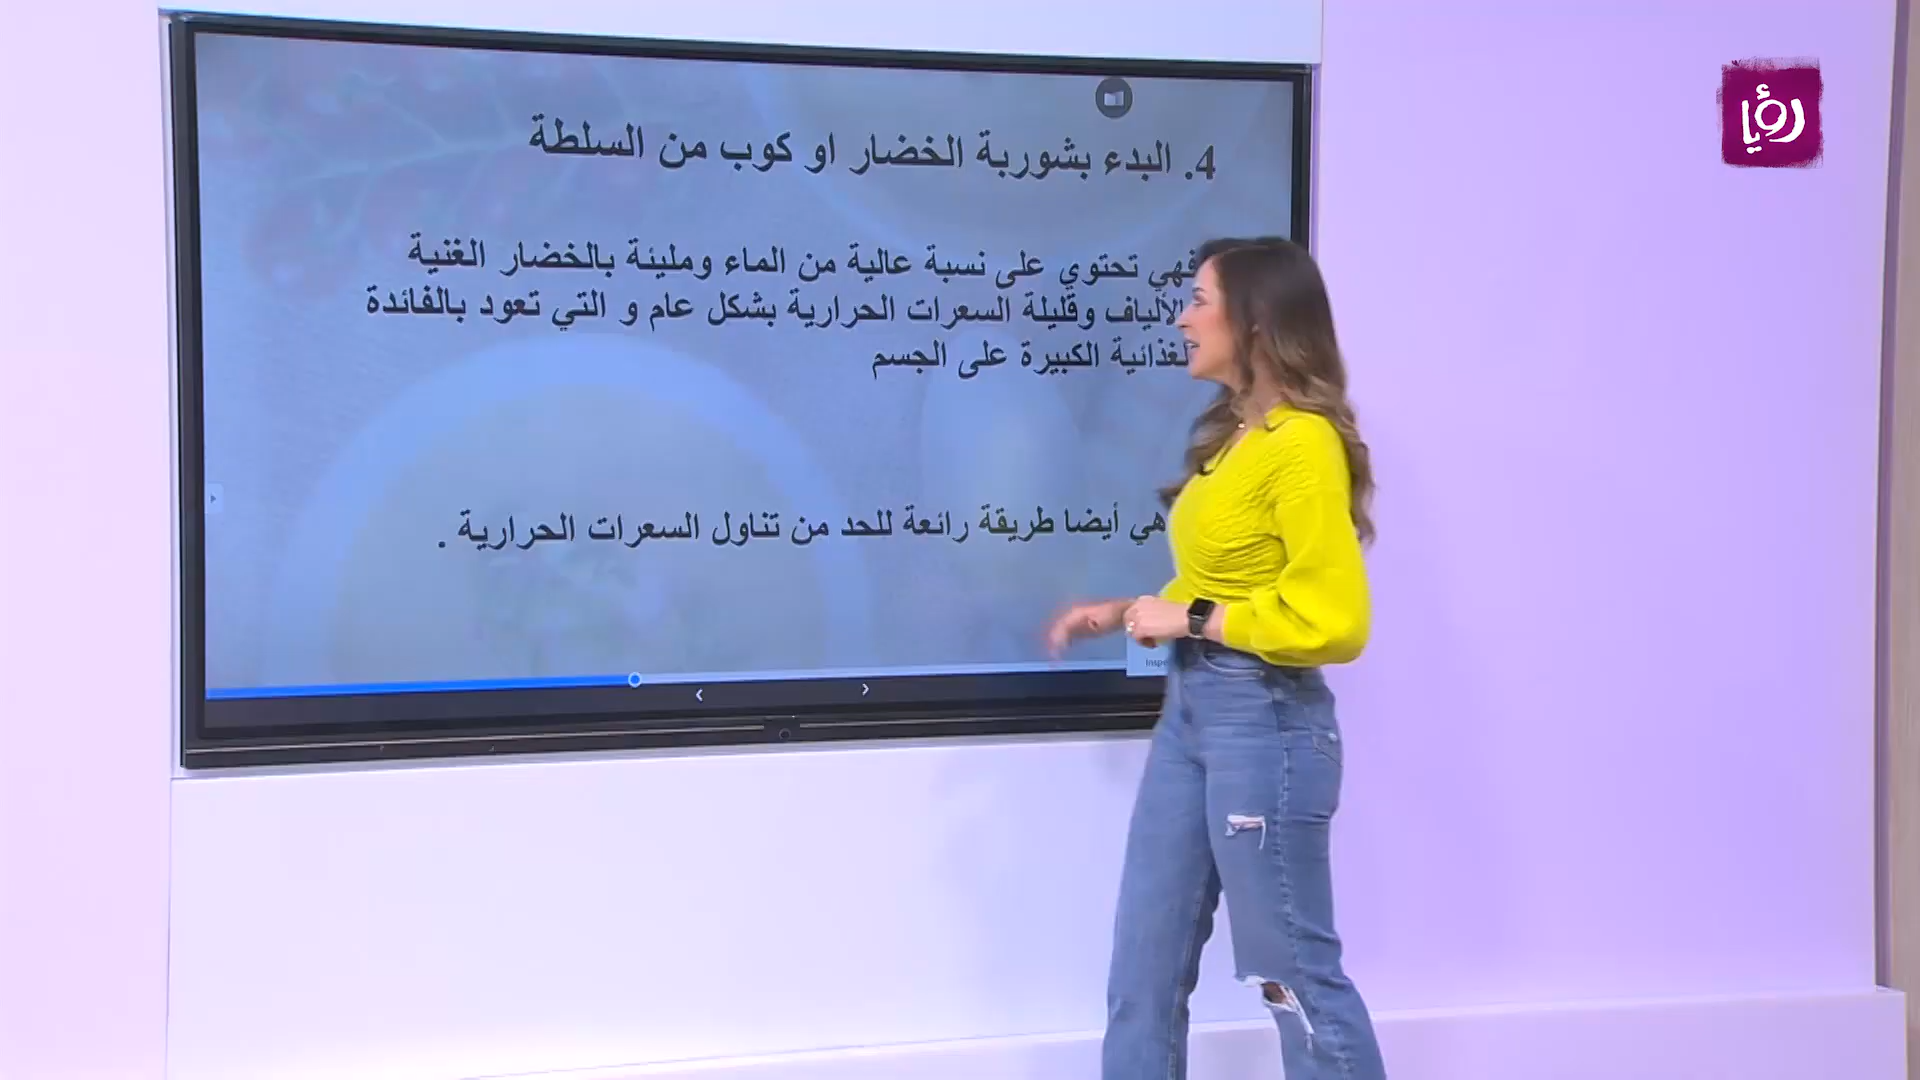 4. البدء بشوربة الخضار او كوب من السلطة
فهي تحتوي على نسبة عالية من الماء ومليئة بالخضار الغنية
الألياف وقليلة السعرات الحرارية بشكل عام و التي تعود بالفائدة
لغذائية الكبيرة على الجسم
هي أيضا طريقة رائعة للحد من تناول السعرات الحرارية .
رؤيا